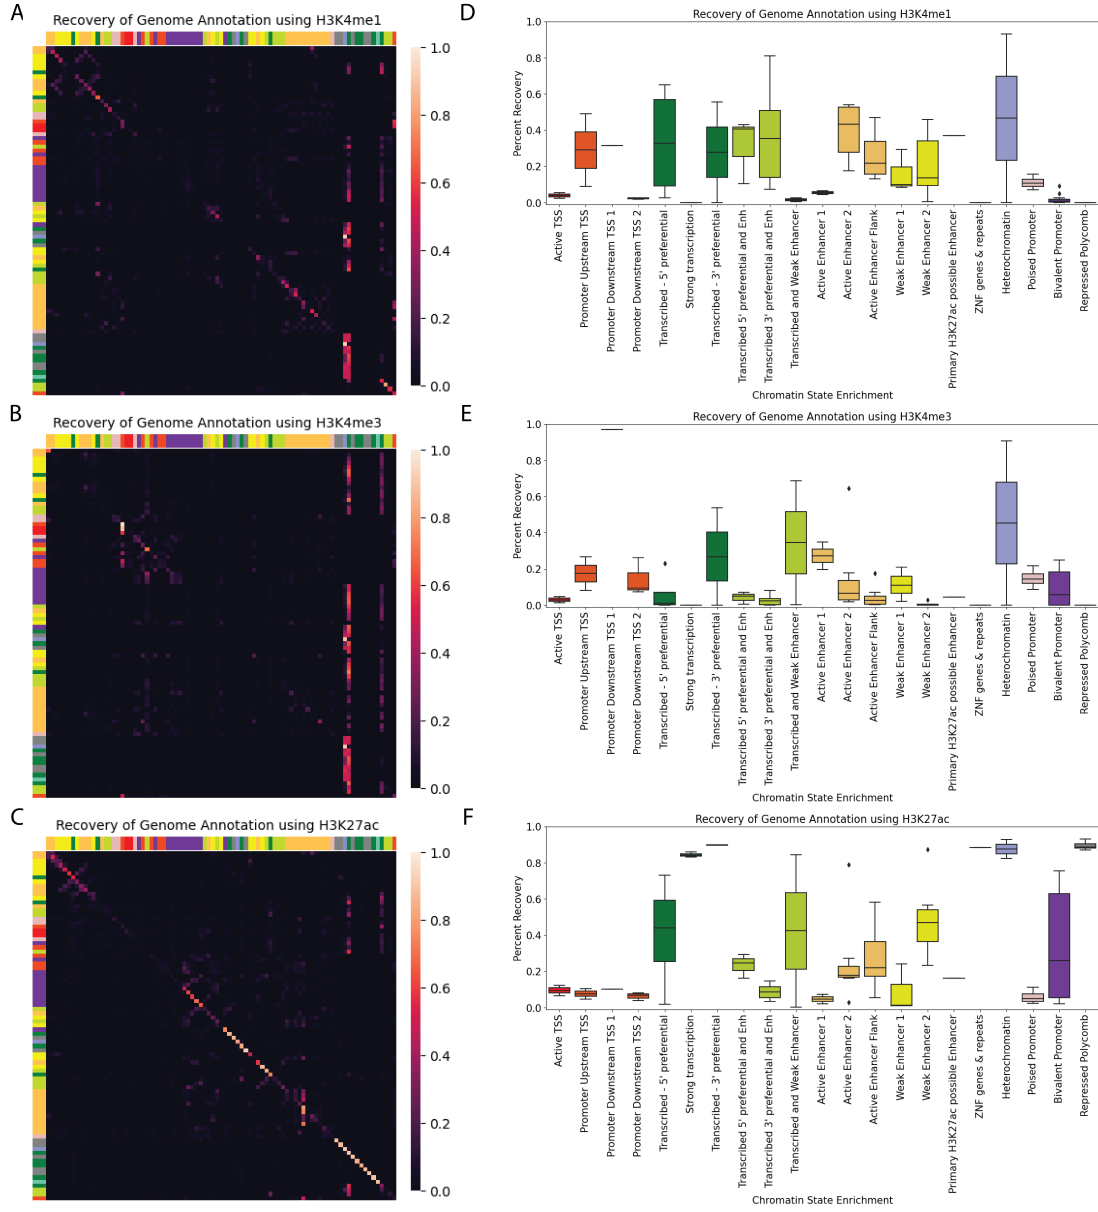 A
Recovery of Genome Annotation using H3K4me1
1.0
0.8
0.6
0.4
0.2
0.0
D
Recovery of Genome Annotation using H3K4me1
Percent Recovery
1.0
0.8
0.6
0.4
0.2
0.0
Active TSS
Promoter Upstream TSS
Promoter Downstream TSS 1
Promoter Downstream TSS 2
Transcribed - 5' preferential
Strong transcription
Transcribed - 3' preferential
Transcribed 5' preferential and Enh
Transcribed 3' preferential and Enh
Transcribed and Weak Enhancer
Active Enhancer 1
Active Enhancer 2
Active Enhancer Flank
Weak Enhancer 1
Weak Enhancer 2
Primary H3K27ac possible Enhancer
ZNF genes & repeats
Heterochromatin
Poised Promoter
Bivalent Promoter
Repressed Polycomb
Chromatin State Enrichment
B
Recovery of Genome Annotation using H3K4me3
1.0
0.8
0.6
0.4
0.2
0.0
E
Recovery of Genome Annotation using H3K4me3
Percent Recovery
1.0
0.8
0.6
0.4
0.2
0.0
Active TSS
Promoter Upstream TSS
Promoter Downstream TSS 1
Promoter Downstream TSS 2
Transcribed - 5' preferential
Strong transcription
Transcribed - 3' preferential
Transcribed 5' preferential and Enh
Transcribed 3' preferential and Enh
Transcribed and Weak Enhancer
Active Enhancer 1
Active Enhancer 2
Active Enhancer Flank
Weak Enhancer 1
Weak Enhancer 2
Primary H3K27ac possible Enhancer
ZNF genes & repeats
Heterochromatin
Poised Promoter
Bivalent Promoter
Repressed Polycomb
Chromatin State Enrichment
C
Recovery of Genome Annotation using H3K27ac
1.0
0.8
0.6
0.4
0.2
0.0
F
Recovery of Genome Annotation using H3K27ac
Percent Recovery
1.0
0.8
0.6
0.4
0.2
0.0
Active TSS
Promoter Upstream TSS
Promoter Downstream TSS 1
Promoter Downstream TSS 2
Transcribed - 5' preferential
Strong transcription
Transcribed - 3' preferential
Transcribed 5' preferential and Enh
Transcribed 3' preferential and Enh
Transcribed and Weak Enhancer
Active Enhancer 1
Active Enhancer 2
Active Enhancer Flank
Weak Enhancer 1
Weak Enhancer 2
Primary H3K27ac possible Enhancer
ZNF genes & repeats
Heterochromatin
Poised Promoter
Bivalent Promoter
Repressed Polycomb
Chromatin State Enrichment